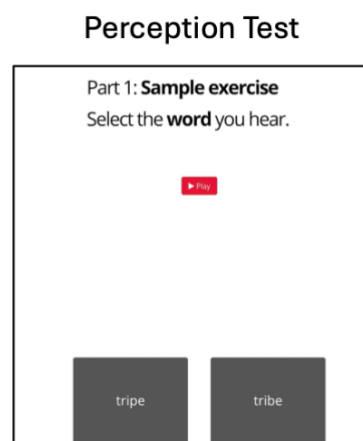 Perception Test
Part 1: Sample exercise
Select the word you hear.
▶ Play
tripe
tribe